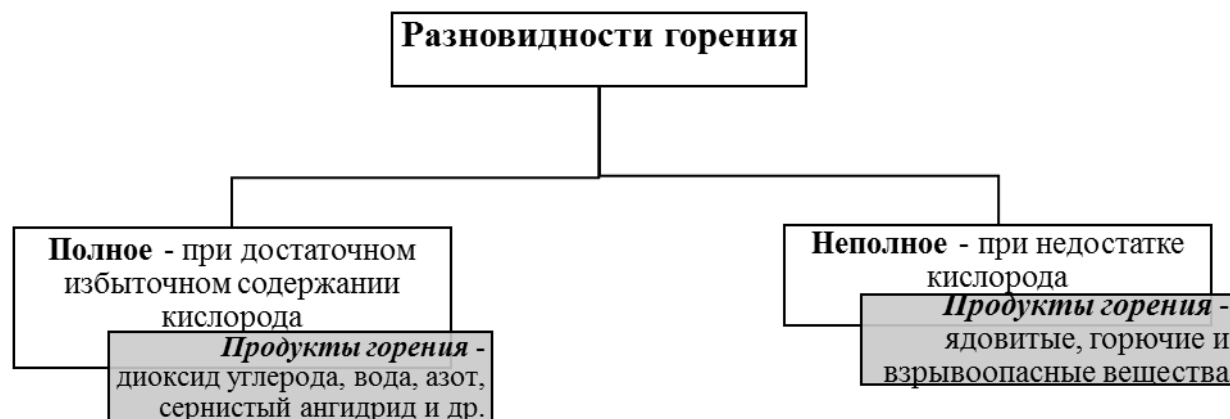 Разновидности горения
Полное - при достаточном
избыточном содержании
кислорода
Продукты горения -
диоксид углерода, вода, азот,
сернистый ангидрид и др.
Неполное - при недостатке
кислорода
Продукты горения -
ядовитые, горючие и
взрывоопасные вещества